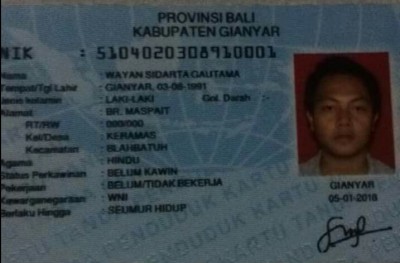 PROVINSI BALI
KABUPATEN GIANYAR
NIK : 5104020308910001
Nama : WAYAN SIDARTA GAUTAMA
Tempat/Tgl Lahir : GIANYAR, 03-08-1991
Jenis kelamin : LAKI-LAKI Gol. Darah :-
Alamat : BR. MASPAIT
RT/RW : 000/000
Kel/Desa : KERAMAS
Kecamatan : BLAHBATUH
Agama : HINDU
Status Perkawinan : BELUM KAWIN
Pekerjaan : BELUM/TIDAK BEKERJA
Kewarganegaraan : WNI
Berlaku Hingga : SEUMUR HIDUP
GIANYAR
05-01-2018